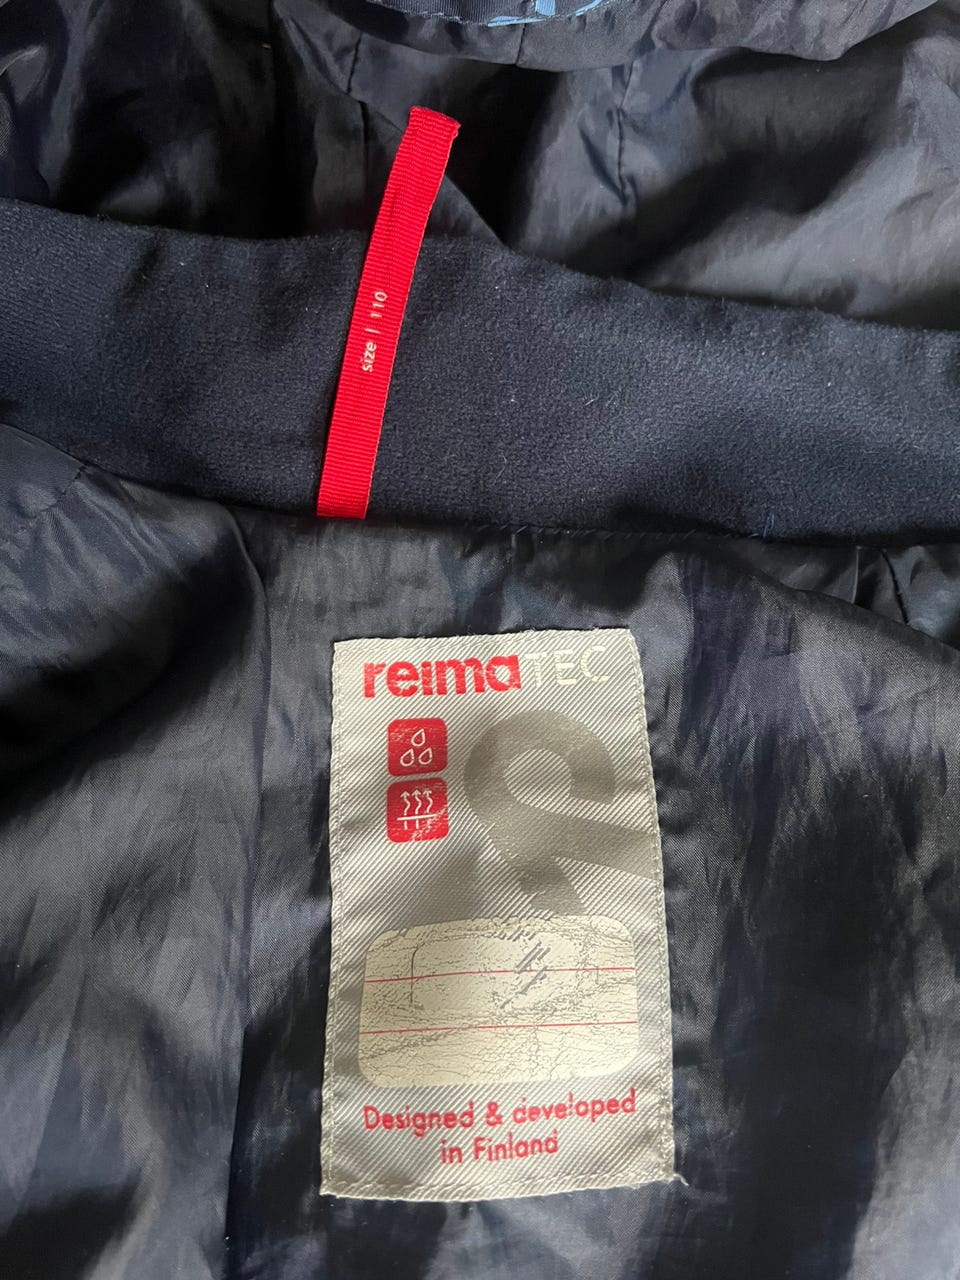 size | 110
reimaTEC
Designed & developed
in Finland